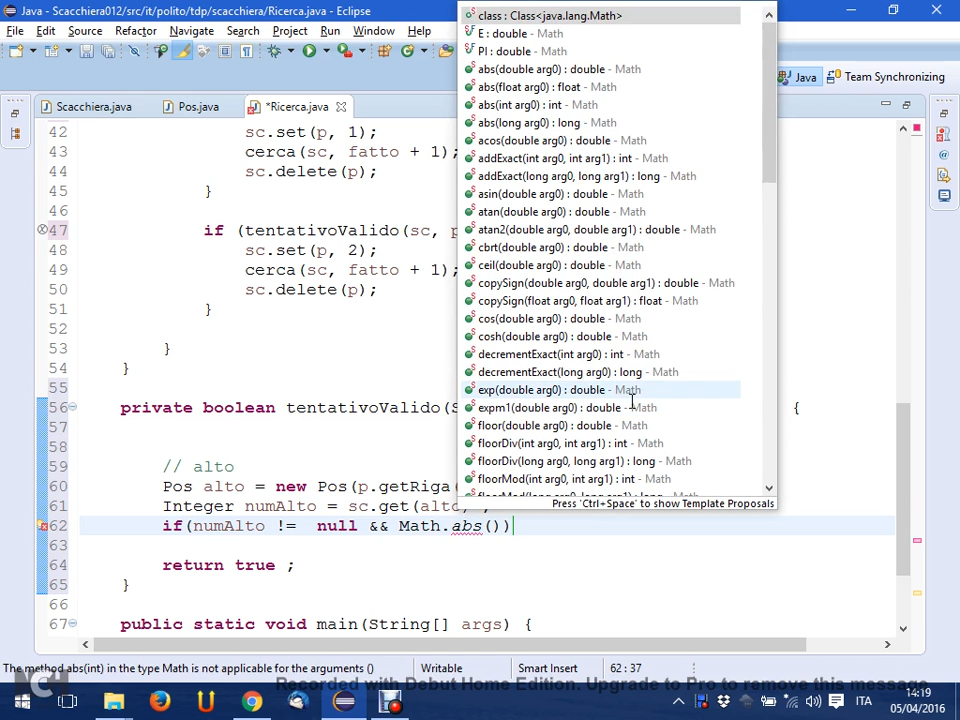 Java - Scacchiera012/src/it/polito/tdp/scacchiera/Ricerca.java - Eclipse
File Edit Source Refactor Navigate Search Project Run Window Help
Java Team Synchronizing
Scacchiera.java Pos.java *Ricerca.java
42 sc.set(p, 1);
43 cerca(sc, fatto + 1);
44 sc.delete(p);
45 }
46
47 if (tentativoValido(sc, p
48 sc.set(p, 2);
49 cerca(sc, fatto + 1)
50 sc.delete(p);
51 }
52
53 }
54 }
55
56 private boolean tentativoValido(S {
57
58
59 // alto
60 Pos alto = new Pos(p.getRiga(
61 Integer numAlto = sc.get(alto) ;
62 if(numAlto != null && Math.abs())
63
64 return true ;
65 }
66
67 public static void main(String[] args) {
class : Class<java.lang.Math>
E : double - Math
PI : double - Math
abs(double arg0) : double - Math
abs(float arg0) : float - Math
abs(int arg0) : int - Math
abs(long arg0) : long - Math
acos(double arg0) : double - Math
addExact(int arg0, int arg1) : int - Math
addExact(long arg0, long arg1) : long - Math
asin(double arg0) : double - Math
atan(double arg0) : double - Math
atan2(double arg0, double arg1) : double - Math
cbrt(double arg0) : double - Math
ceil(double arg0) : double - Math
copySign(double arg0, double arg1) : double - Math
copySign(float arg0, float arg1) : float - Math
cos(double arg0) : double - Math
cosh(double arg0) : double - Math
decrementExact(int arg0) : int - Math
decrementExact(long arg0) : long - Math
exp(double arg0) : double - Math
expm1(double arg0) : double - Math
floor(double arg0) : double - Math
floorDiv(int arg0, int arg1) : int - Math
floorDiv(long arg0, long arg1) : long - Math
floorMod(int arg0, int arg1) : int - Math
floorMod(long arg0, long arg1) : long - Math
Press 'Ctrl+Space' to show Template Proposals
The method abs(int) in the type Math is not applicable for the arguments () Writable Smart Insert 62 : 37
Recorded with Debut Home Edition. Upgrade to Pro to remove this message
NCH
ITA
14:19
05/04/2016